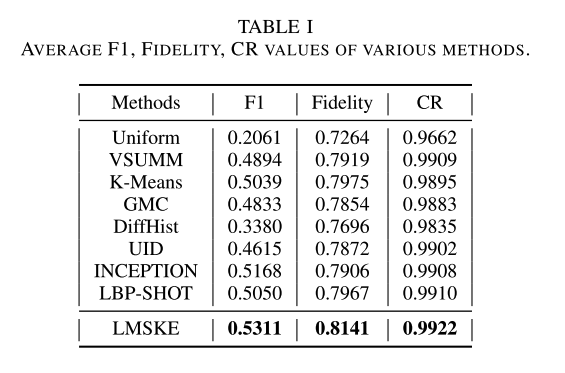 TABLE I
AVERAGE F1, FIDELITY, CR VALUES OF VARIOUS METHODS.
Methods F1 Fidelity CR
Uniform 0.2061 0.7264 0.9662
VSUMM 0.4894 0.7919 0.9909
K-Means 0.5039 0.7975 0.9895
GMC 0.4833 0.7854 0.9883
DiffHist 0.3380 0.7696 0.9835
UID 0.4615 0.7872 0.9902
INCEPTION 0.5168 0.7906 0.9908
LBP-SHOT 0.5050 0.7967 0.9910
LMSKE 0.5311 0.8141 0.9922